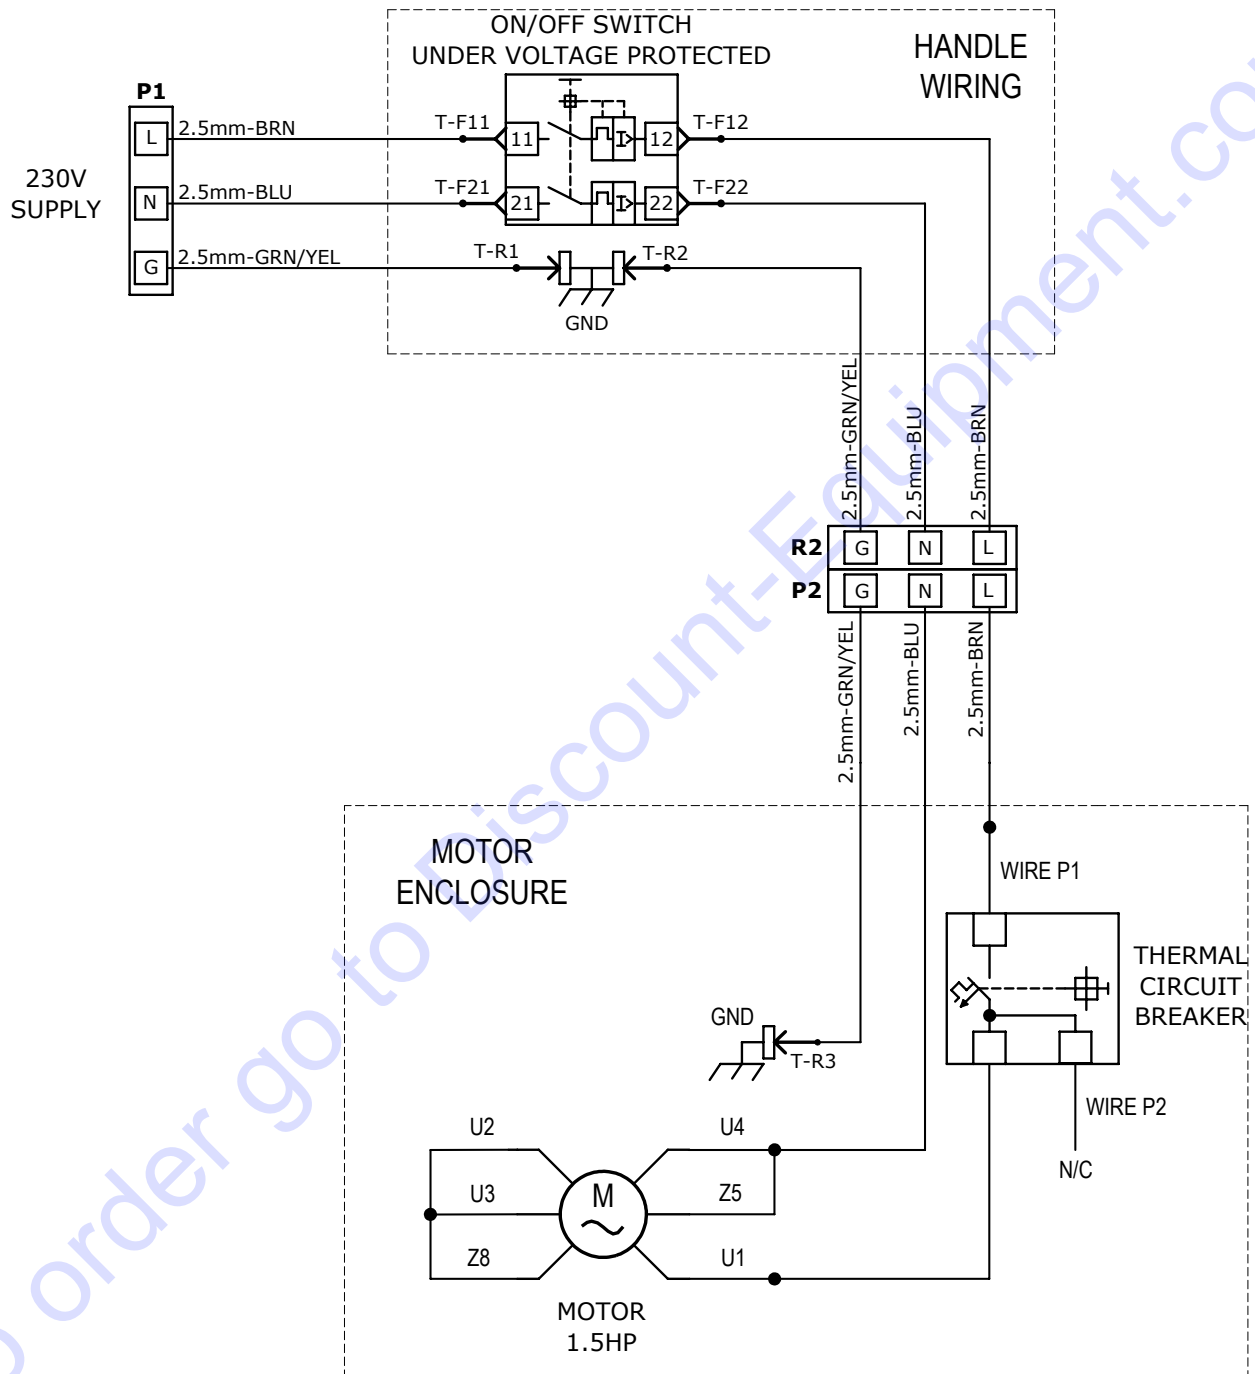 ON/OFF SWITCH
UNDER VOLTAGE PROTECTED
HANDLE
WIRING
P1
230V
SUPPLY
L
2.5mm-BRN
T-F11
11
12
T-F12
N
2.5mm-BLU
T-F21
21
I>
I>
22
T-F22
G
2.5mm-GRN/YEL
T-R1
T-R2
GND
2.5mm-GRN/YEL
2.5mm-BLU
2.5mm-BRN
R2
G
N
L
P2
G
N
L
2.5mm-GRN/YEL
2.5mm-BLU
2.5mm-BRN
MOTOR
ENCLOSURE
WIRE P1
THERMAL
CIRCUIT
BREAKER
GND
T-R3
WIRE P2
N/C
U2
U4
U3
M
Z5
Z8
U1
MOTOR
1.5HP
o order go to Discount-Equipment.co